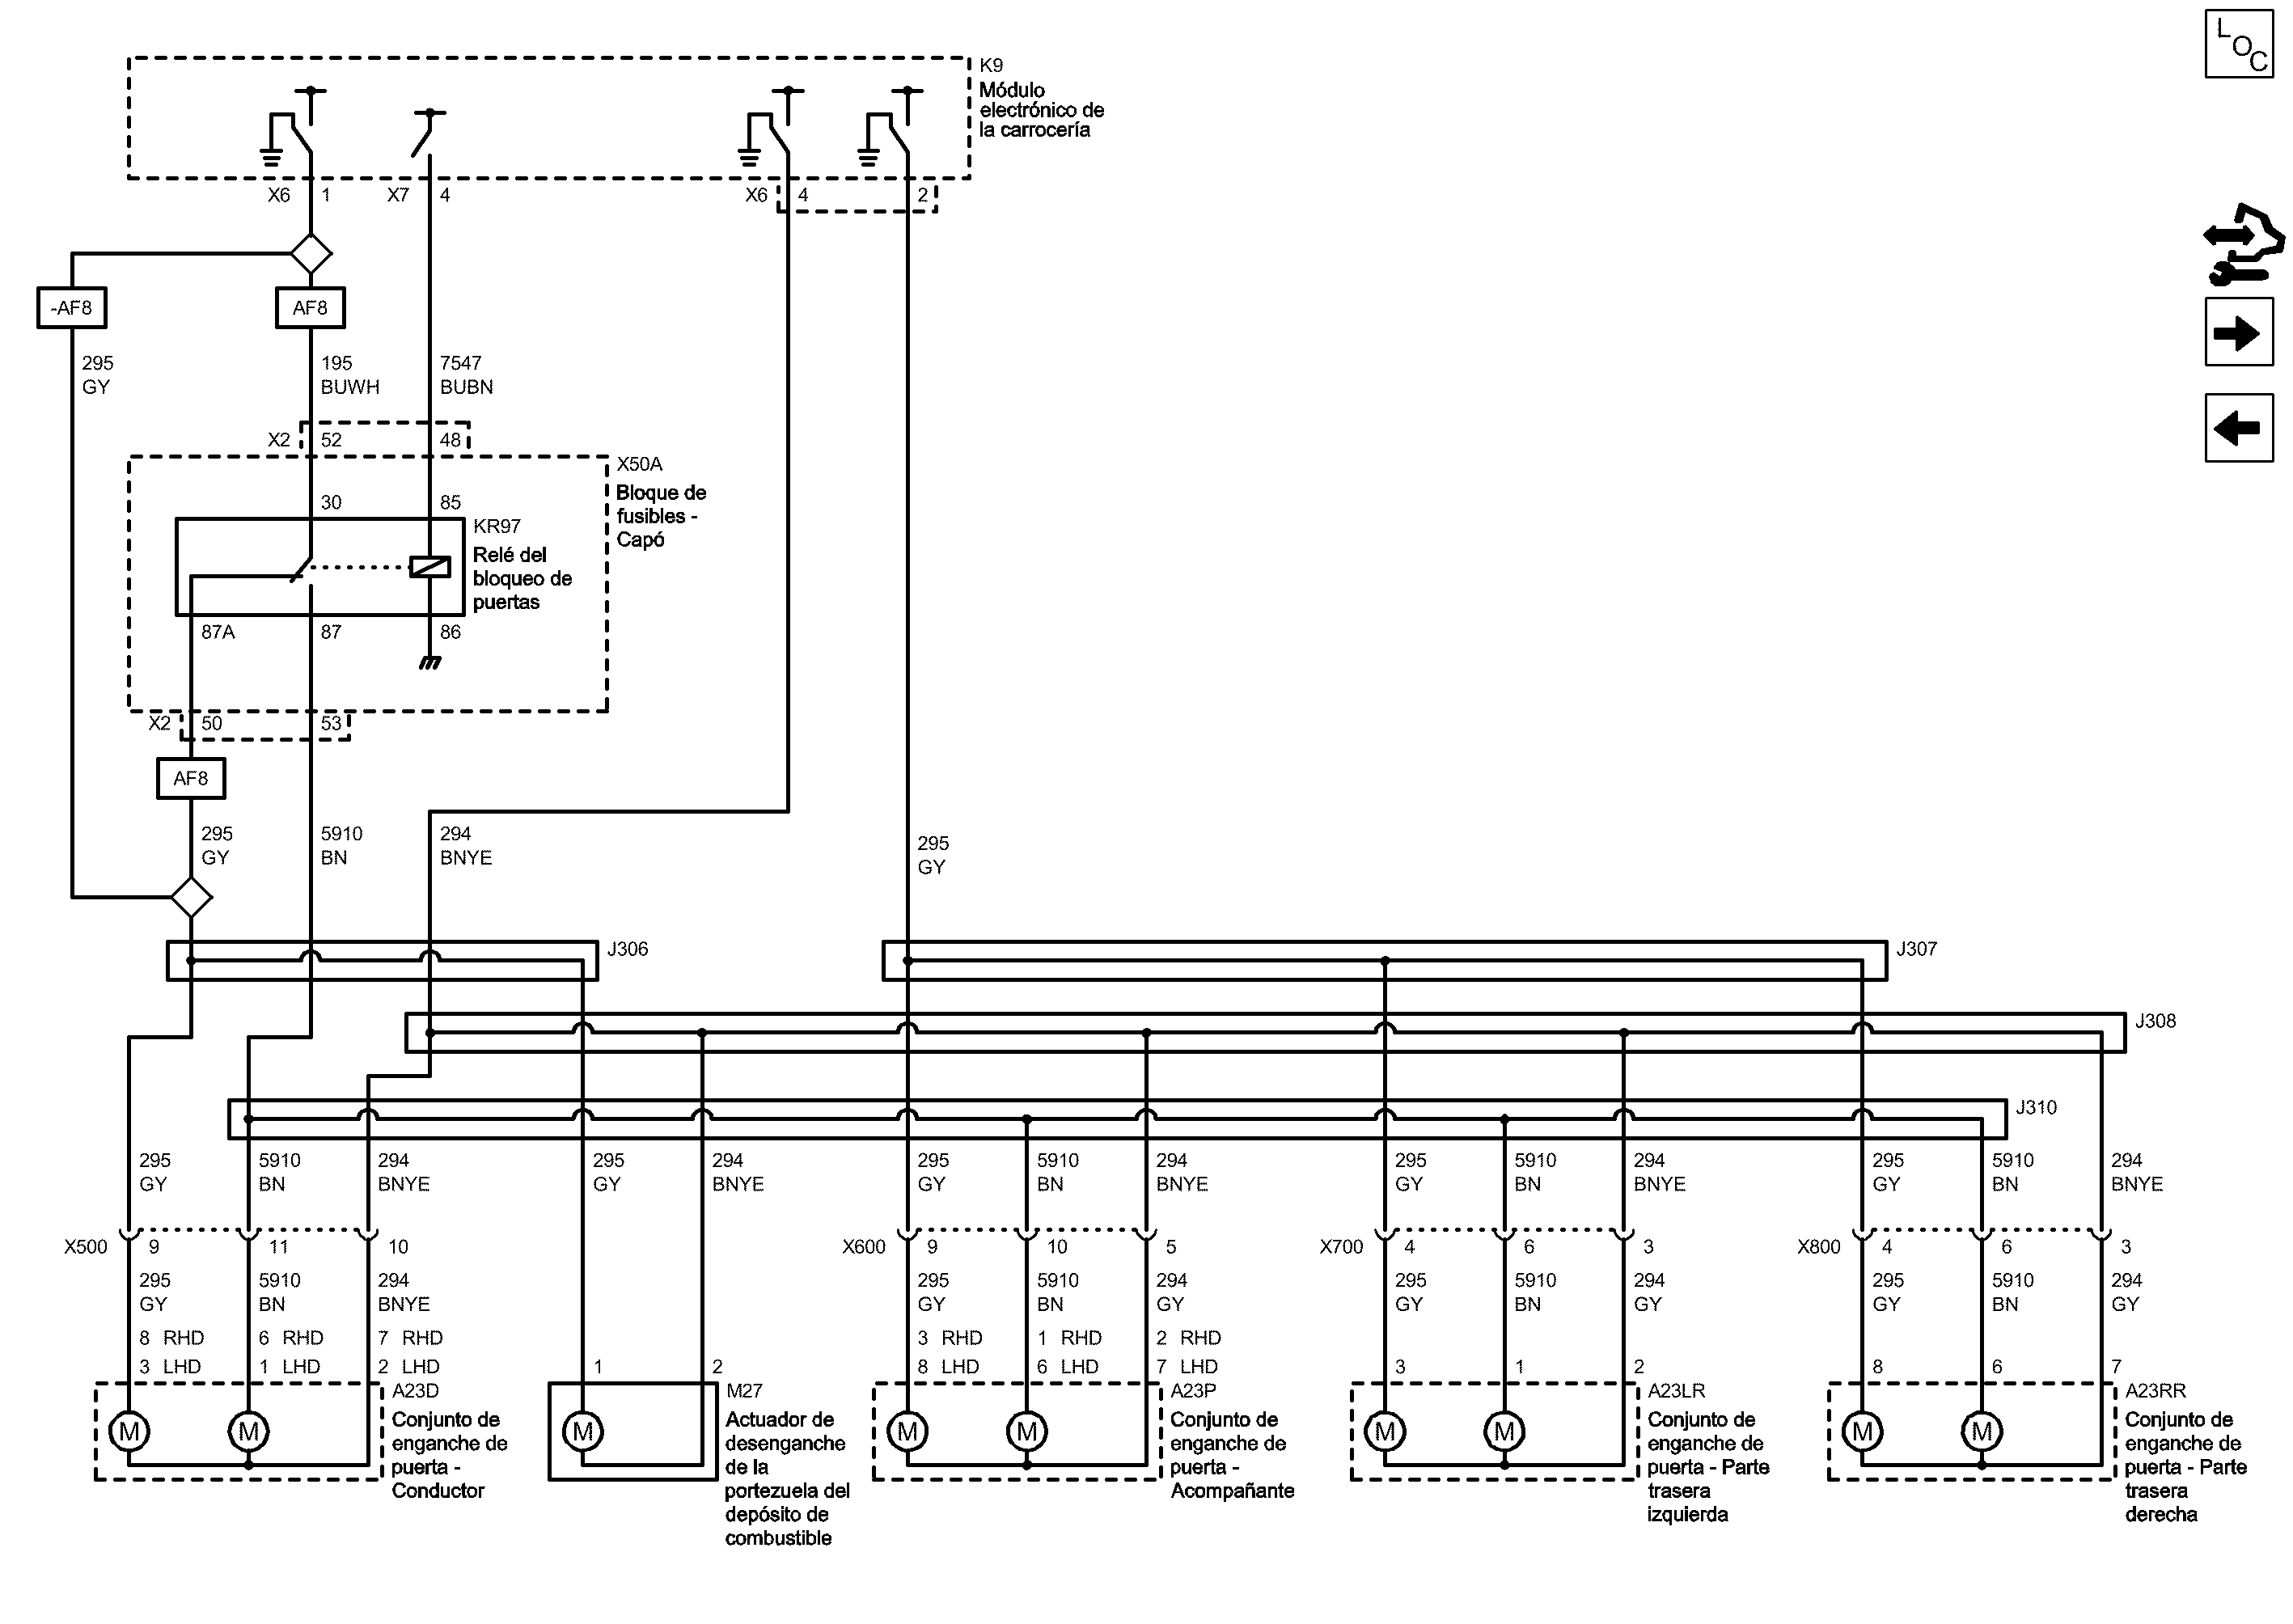 LOC
K9
Módulo
electrónico de
la carrocería
X6 1 X7 4 X6 4 2
-AF8 AF8
295 195 7547
GY BUWH BUBN
X2 52 48
X50A
Bloque de
fusibles -
Capó
30 85
KR97
Relé del
bloqueo de
puertas
87A 87 86
X2 50 53
AF8
295 5910 294 295
GY BN BNYE GY
J306 J307
J308
J310
295 5910 294 295 294 295 5910 294 295 5910 294 295 5910 294
GY BN BNYE GY BNYE GY BN BNYE GY BN BNYE GY BN BNYE
X500 9 11 10 X600 9 10 5 X700 4 6 3 X800 4 6 3
295 5910 294 295 5910 294 295 5910 294 295 5910 294
GY BN BNYE GY BN GY GY BN GY GY BN GY
8 RHD 6 RHD 7 RHD 3 RHD 1 RHD 2 RHD
3 LHD 1 LHD 2 LHD 1 2 8 LHD 6 LHD 7 LHD 3 1 2 8 6 7
M M M M M M M M M
A23D
Conjunto de
enganche de
puerta -
Conductor
M27
Actuador de
desenganche
de la
portezuela del
depósito de
combustible
A23P
Conjunto de
enganche de
puerta -
Acompañante
A23LR
Conjunto de
enganche de
puerta - Parte
trasera
izquierda
A23RR
Conjunto de
enganche de
puerta - Parte
trasera
derecha